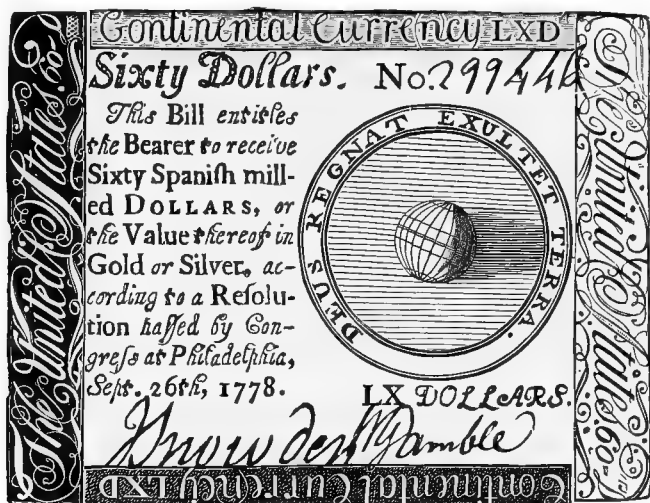 Continental Currency LXD
Sixty Dollars. No. 299446
This Bill entitles
the Bearer to receive
Sixty Spaniſh mill-
ed DOLLARS, or
the Value thereof in
Gold or Silver, ac-
cording to a Reſolu-
tion paſſed by Con-
greſs at Philadelphia,
Sept. 26th, 1778.
DEUS REGNAT EXULTET TERRA.
LX DOLLARS.
Snowden Gamble
The United States. 60
The United States. 60
Continental Currency LXD